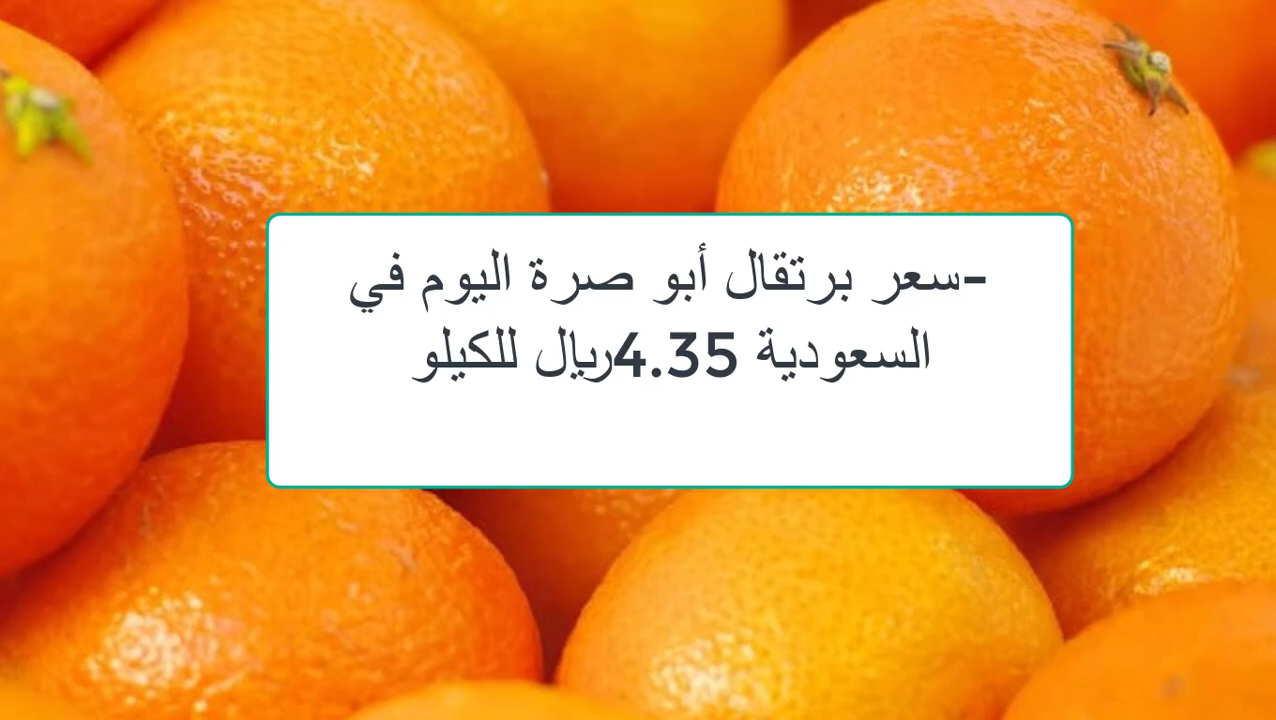 -سعر برتقال أبو صرة اليوم في
السعودية 4.35ريال للكيلو